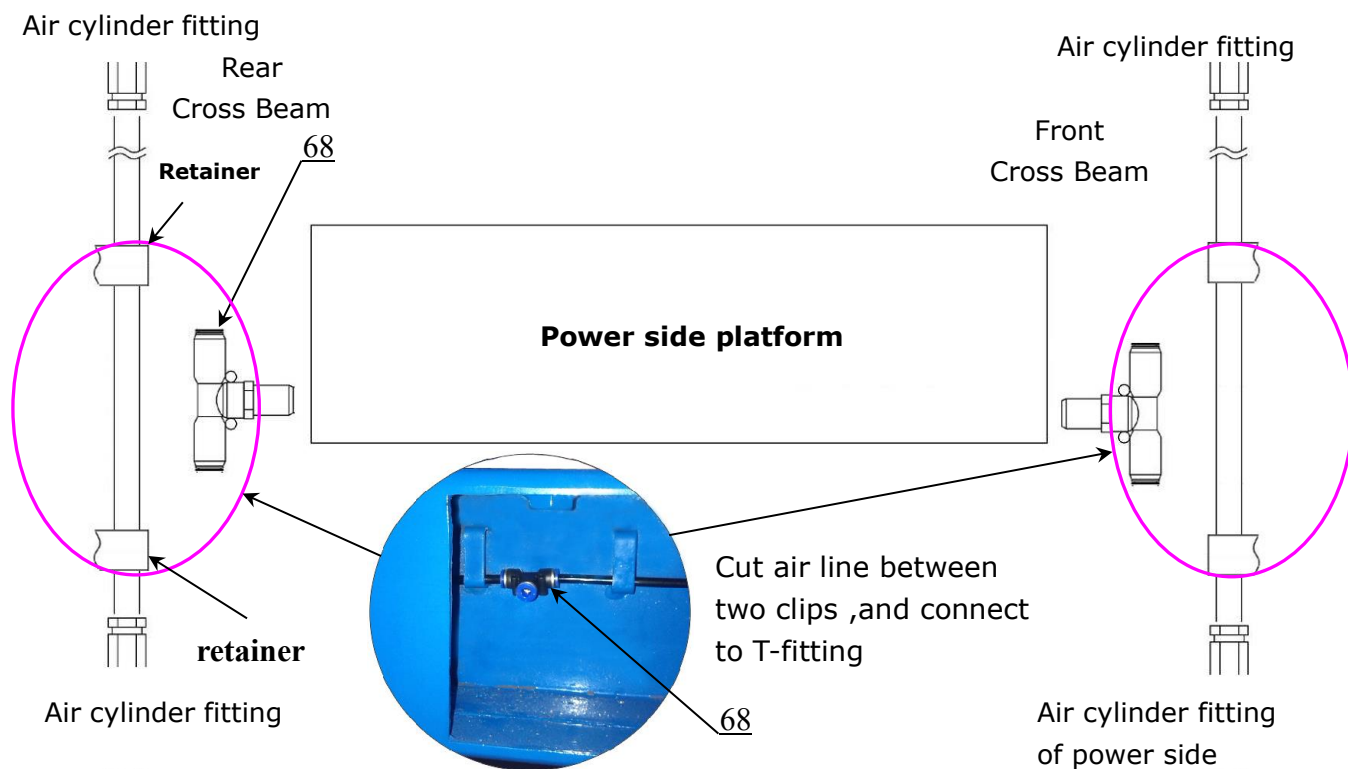 Air cylinder fitting
Rear
Cross Beam
68
Retainer
Air cylinder fitting
Front
Cross Beam
Power side platform
Cut air line between
two clips ,and connect
to T-fitting
retainer
68
Air cylinder fitting
Air cylinder fitting
of power side